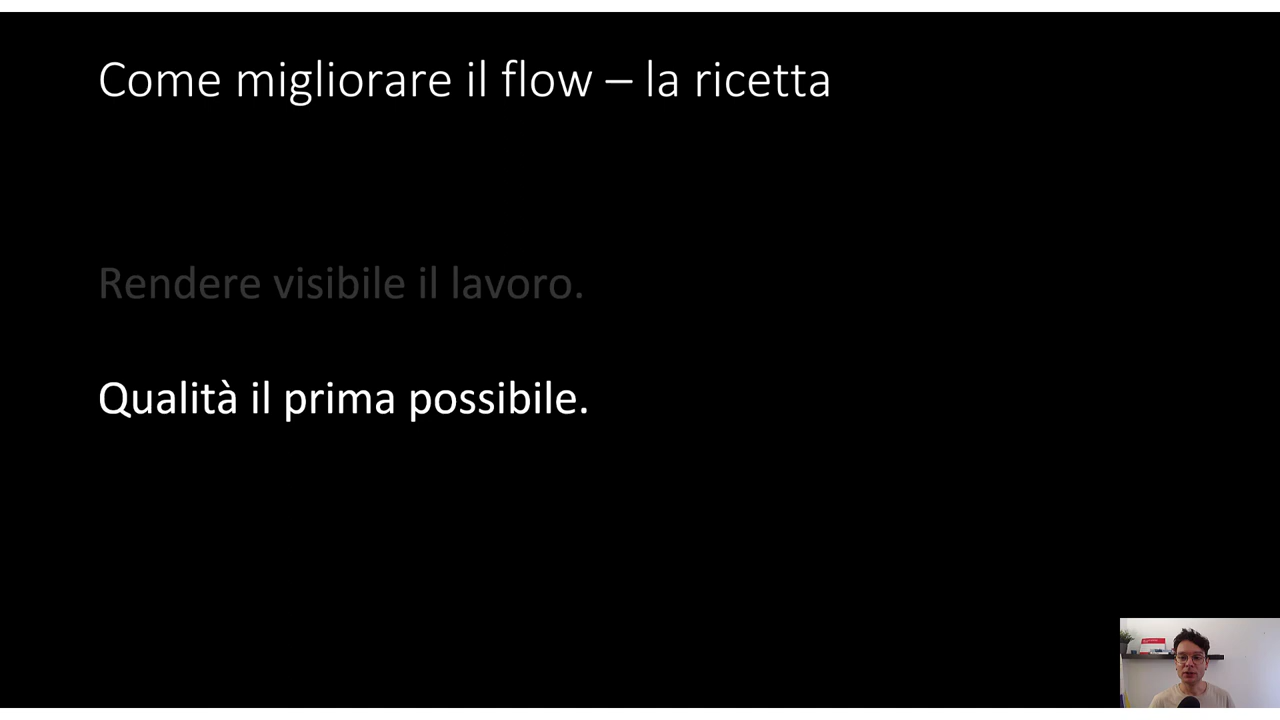 Come migliorare il flow – la ricetta
Rendere visibile il lavoro.
Qualità il prima possibile.